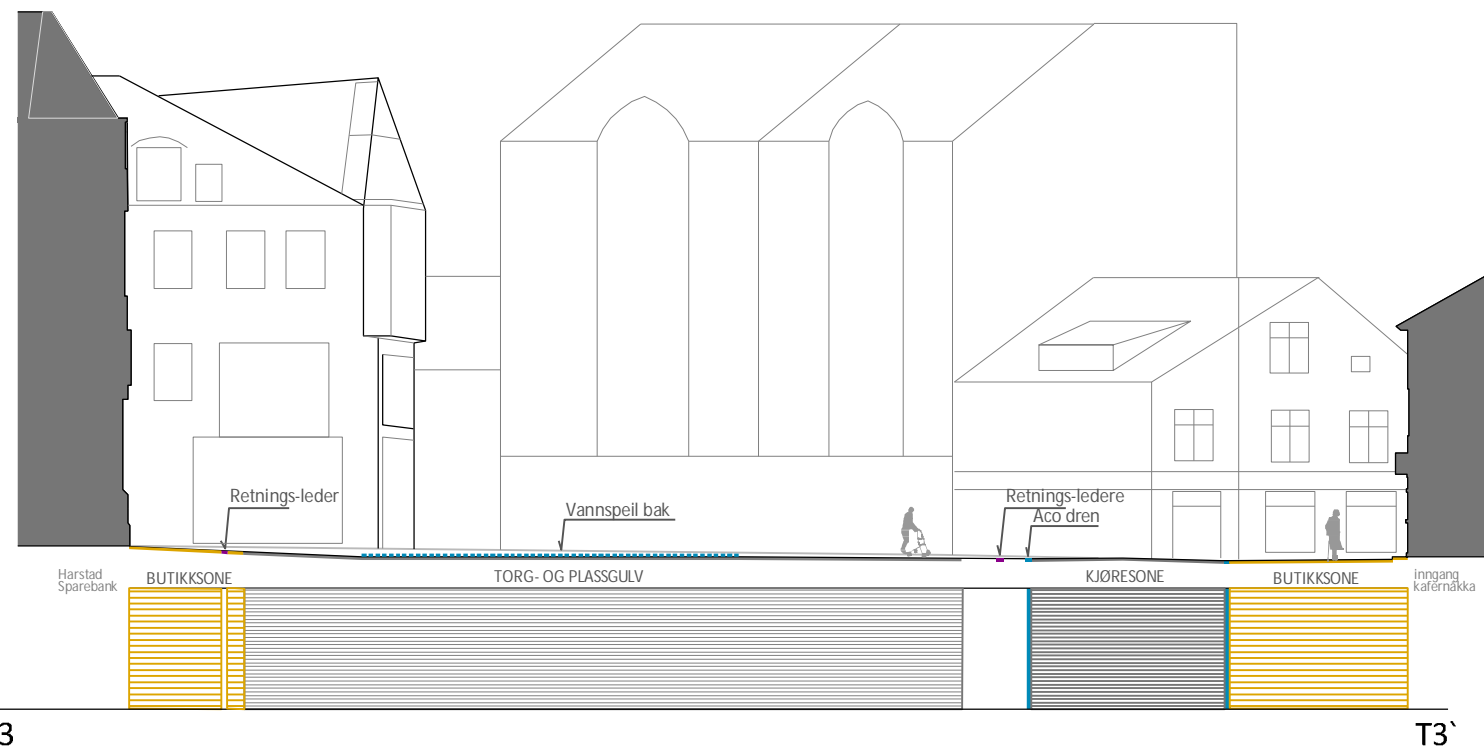 Retnings-leder
Vannspeil bak
Retnings-ledere
Aco dren
Harstad
Sparebank
BUTIKKSONE
TORG- OG PLASSGULV
KJØRESONE
BUTIKKSONE
inngang
kafèrnàkka
3
T3`